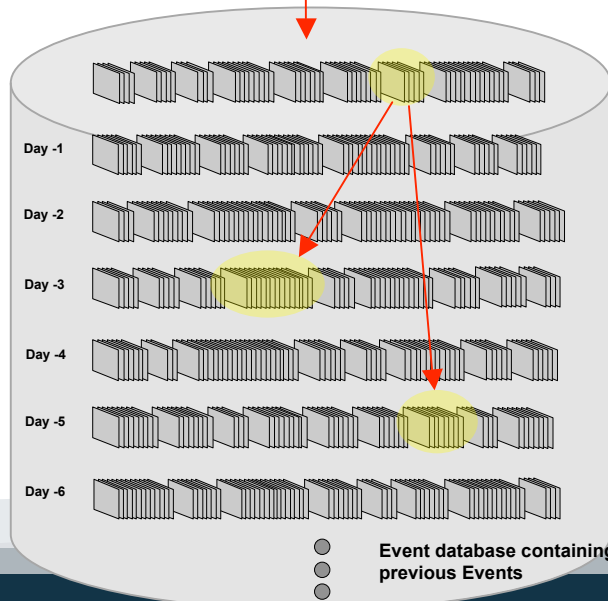 Day -1
Day -2
Day -3
Day -4
Day -5
Day -6
Event database containing
previous Events